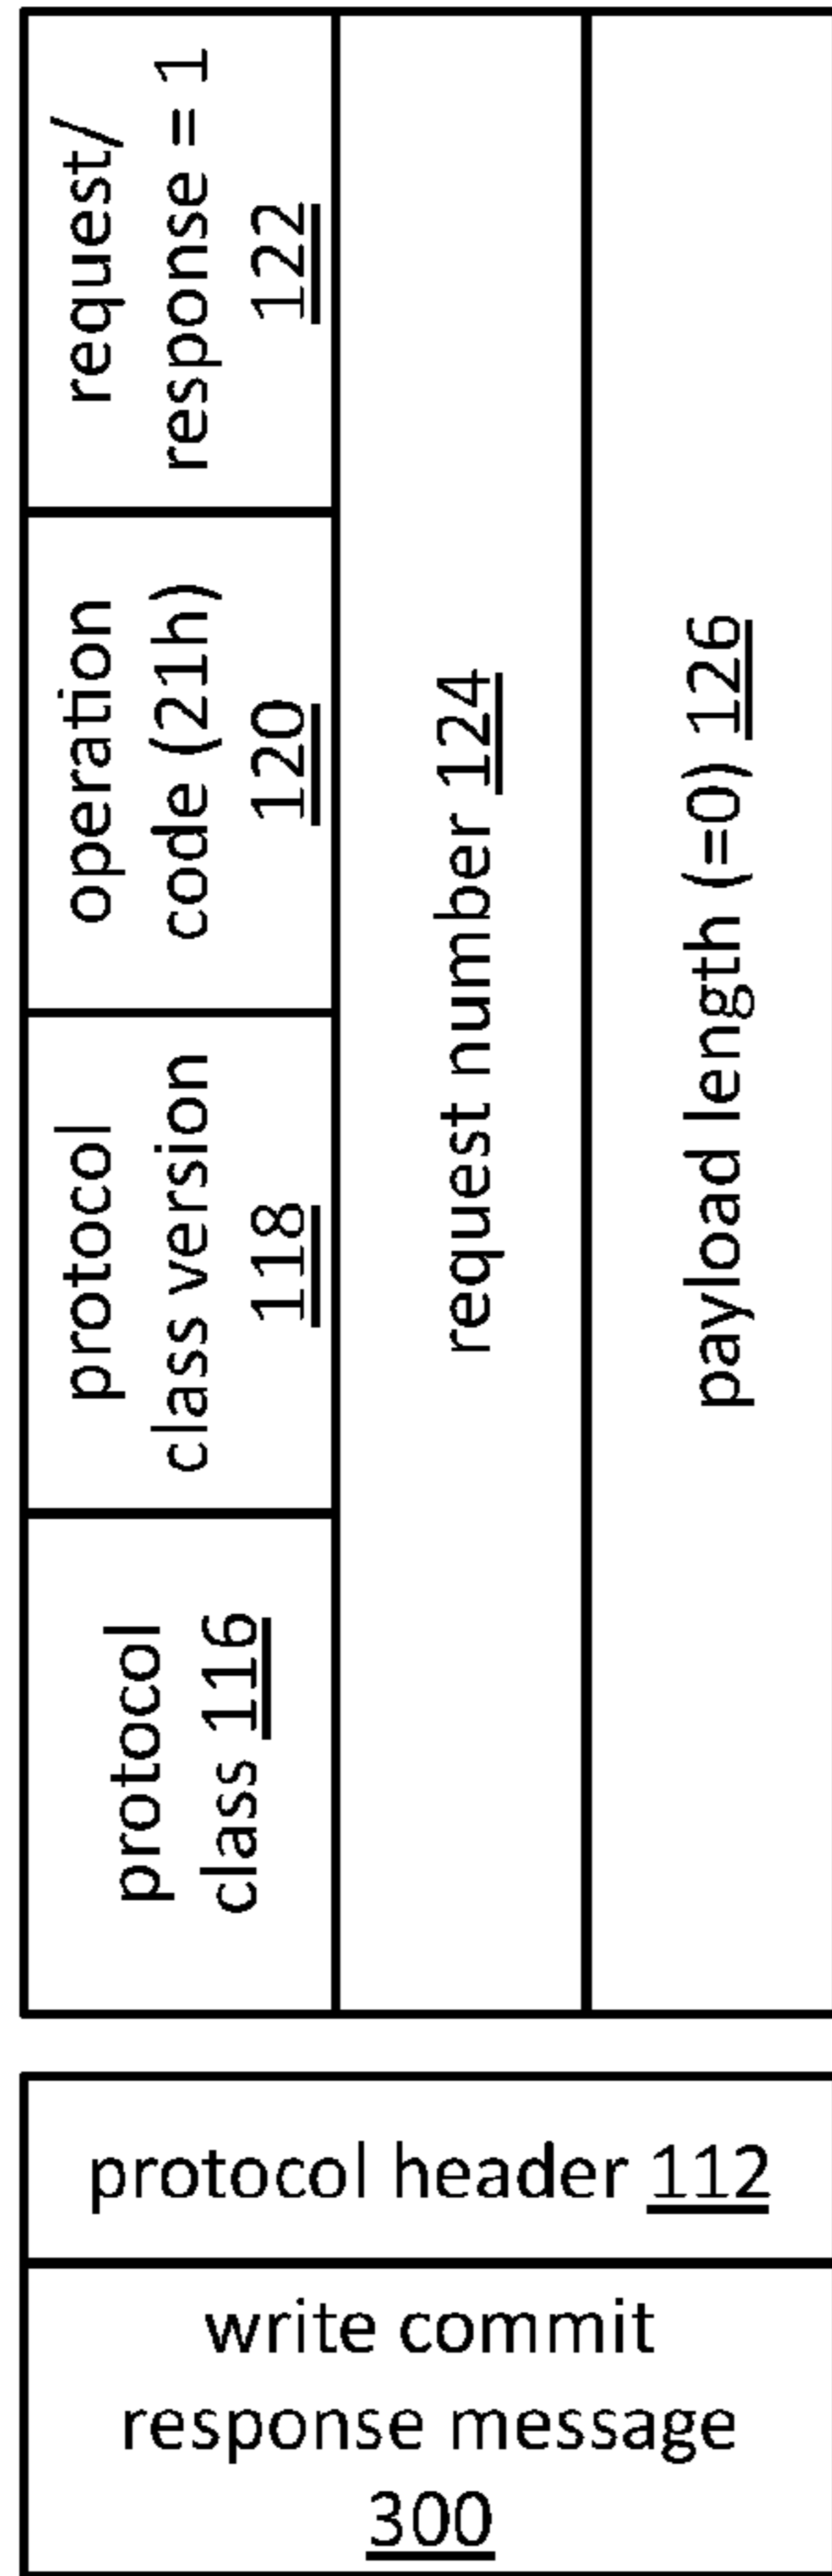 protocol
class 116
protocol
class version
118
operation
code (21h)
120
request/
response = 1
122
request number 124
payload length (=0) 126
protocol header 112
write commit
response message
300